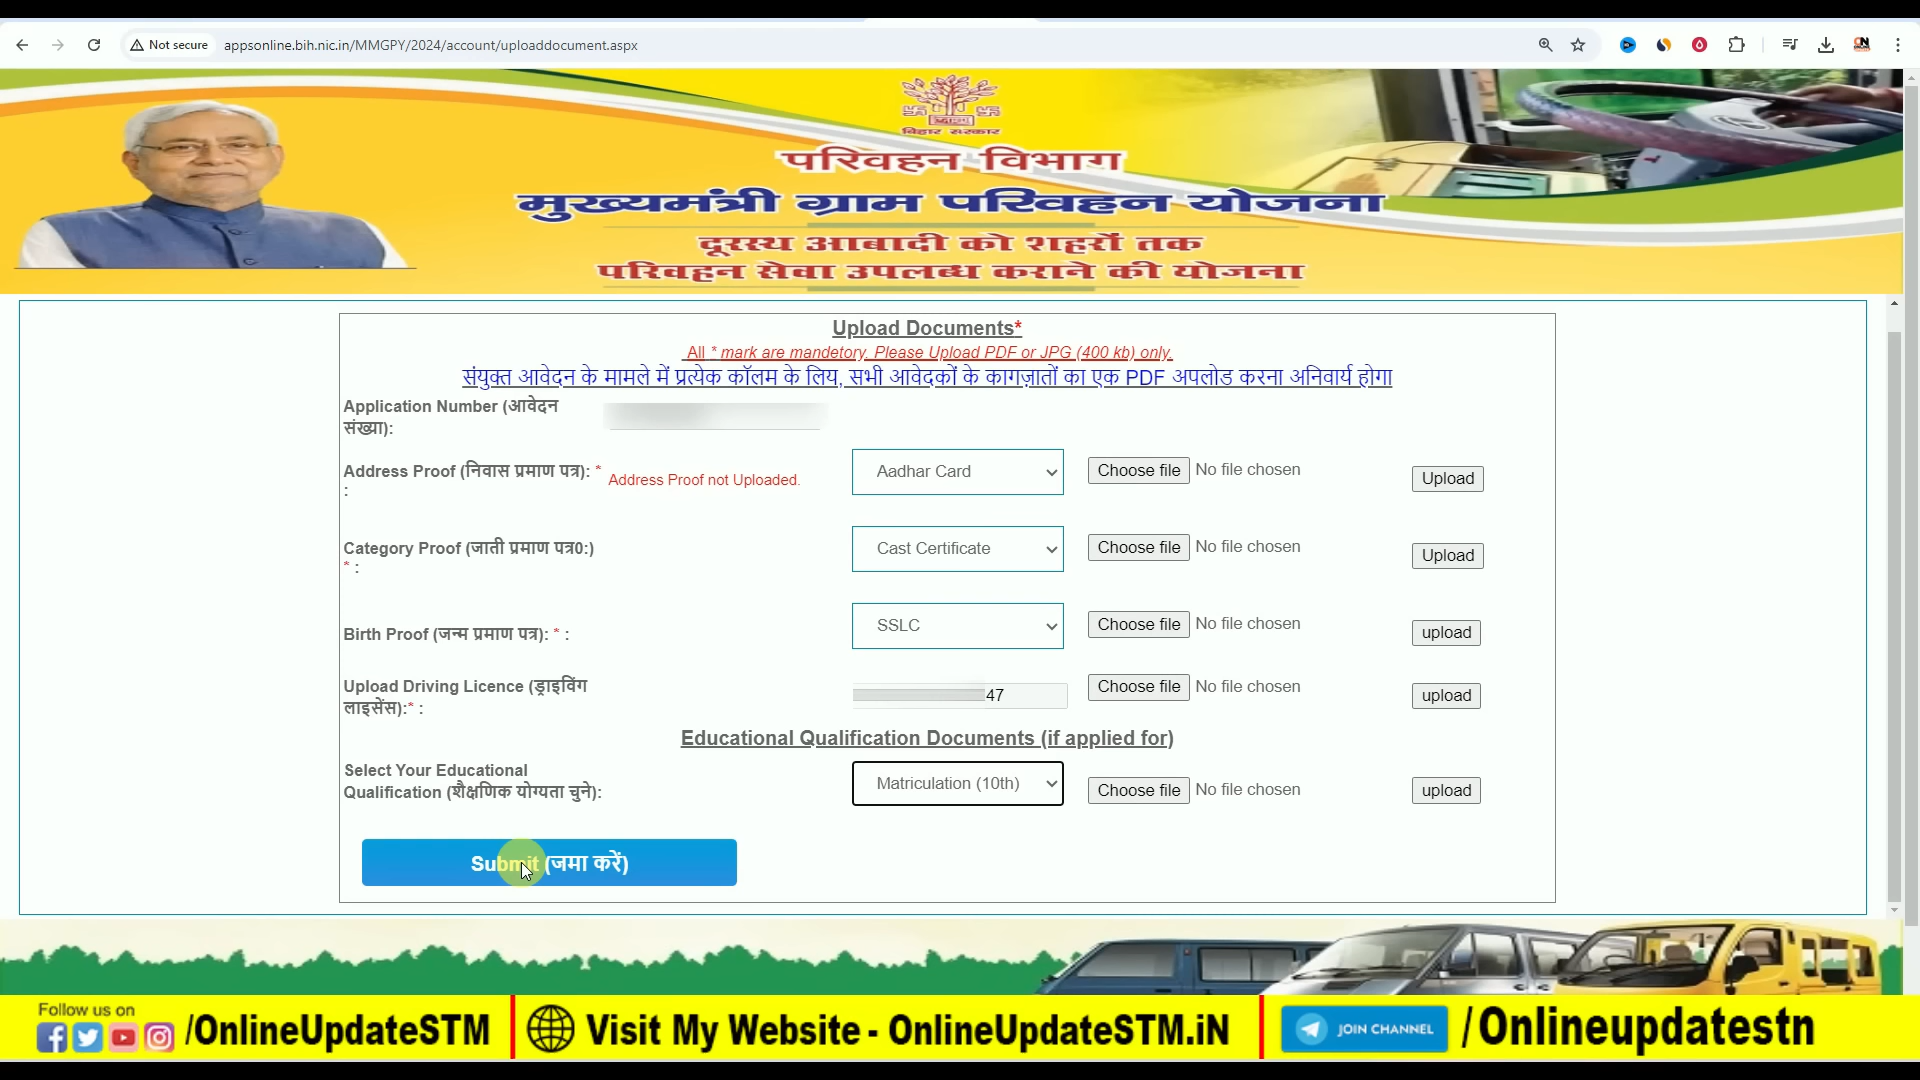 Not secure
appsonline.bih.nic.in/MMGPY/2024/account/uploaddocument.aspx
बिहार सरकार
परिवहन विभाग
मुख्यमंत्री ग्राम परिवहन योजना
दूरस्थ आबादी को शहरों तक
परिवहन सेवा उपलब्ध कराने की योजना
Upload Documents*
All * mark are mandetory. Please Upload PDF or JPG (400 kb) only.
संयुक्त आवेदन के मामले में प्रत्येक कॉलम के लिय, सभी आवेदकों के कागज़ातों का एक PDF अपलोड करना अनिवार्य होगा
Application Number (आवेदन
संख्या):
Address Proof (निवास प्रमाण पत्र): *
:
Address Proof not Uploaded.
Aadhar Card
Choose file No file chosen
Upload
Category Proof (जाती प्रमाण पत्र0:)
* :
Cast Certificate
Choose file No file chosen
Upload
Birth Proof (जन्म प्रमाण पत्र): * :
SSLC
Choose file No file chosen
upload
Upload Driving Licence (ड्राइविंग
लाइसेंस):* :
47
Choose file No file chosen
upload
Educational Qualification Documents (if applied for)
Select Your Educational
Qualification (शैक्षणिक योग्यता चुने):
Matriculation (10th)
Choose file No file chosen
upload
Submit (जमा करें)
Follow us on
/OnlineUpdateSTM
Visit My Website - OnlineUpdateSTM.iN
JOIN CHANNEL
/Onlineupdatestn